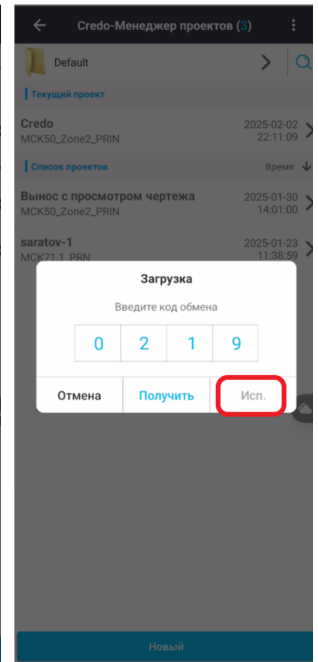 Credo-Менеджер проектов (3)
Default
Текущий проект
Credo 2025-02-02
MCK50_Zone2_PRIN 22:11:09
Список проектов Время
Вынос с просмотром чертежа 2025-01-30
MCK50_Zone2_PRIN 14:01:00
saratov-1 2025-01-23
MCK71.1_PRN 11:38:59
Загрузка
Введите код обмена
0 2 1 9
Отмена Получить Исп.
Новый